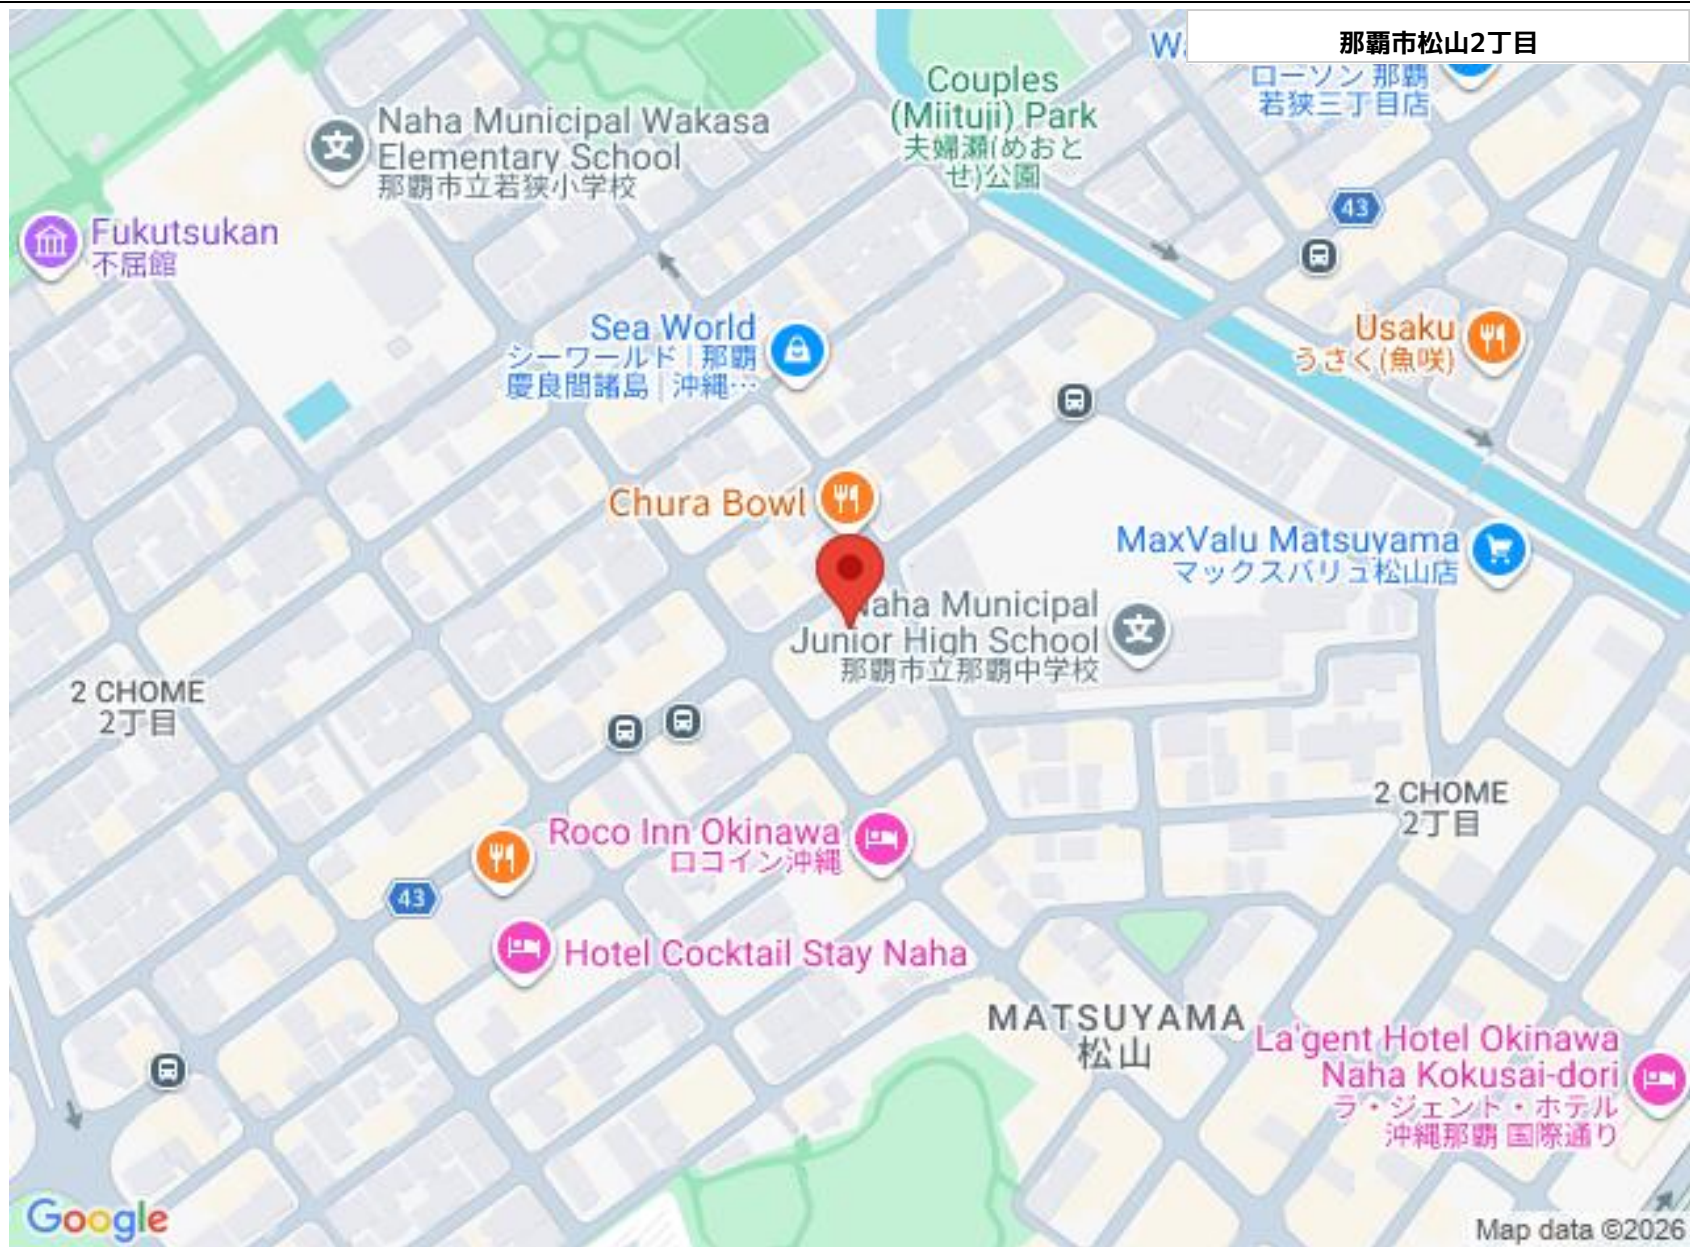 那覇市松山2丁目
W
ローソン 那覇
若狭三丁目店
Couples
(Miituji) Park
夫婦瀬(めおと
せ)公園
Naha Municipal Wakasa
Elementary School
那覇市立若狭小学校
43
Fukutsukan
不屈館
Sea World
シーワールド | 那覇
慶良間諸島 | 沖縄…
Usaku
うさく(魚咲)
Chura Bowl
MaxValu Matsuyama
マックスバリュ松山店
Naha Municipal
Junior High School
那覇市立那覇中学校
2 CHOME
2丁目
2 CHOME
2丁目
Roco Inn Okinawa
ロコイン沖縄
43
Hotel Cocktail Stay Naha
MATSUYAMA
松山
La'gent Hotel Okinawa
Naha Kokusai-dori
ラ・ジェント・ホテル
沖縄那覇 国際通り
Google
Map data ©2026